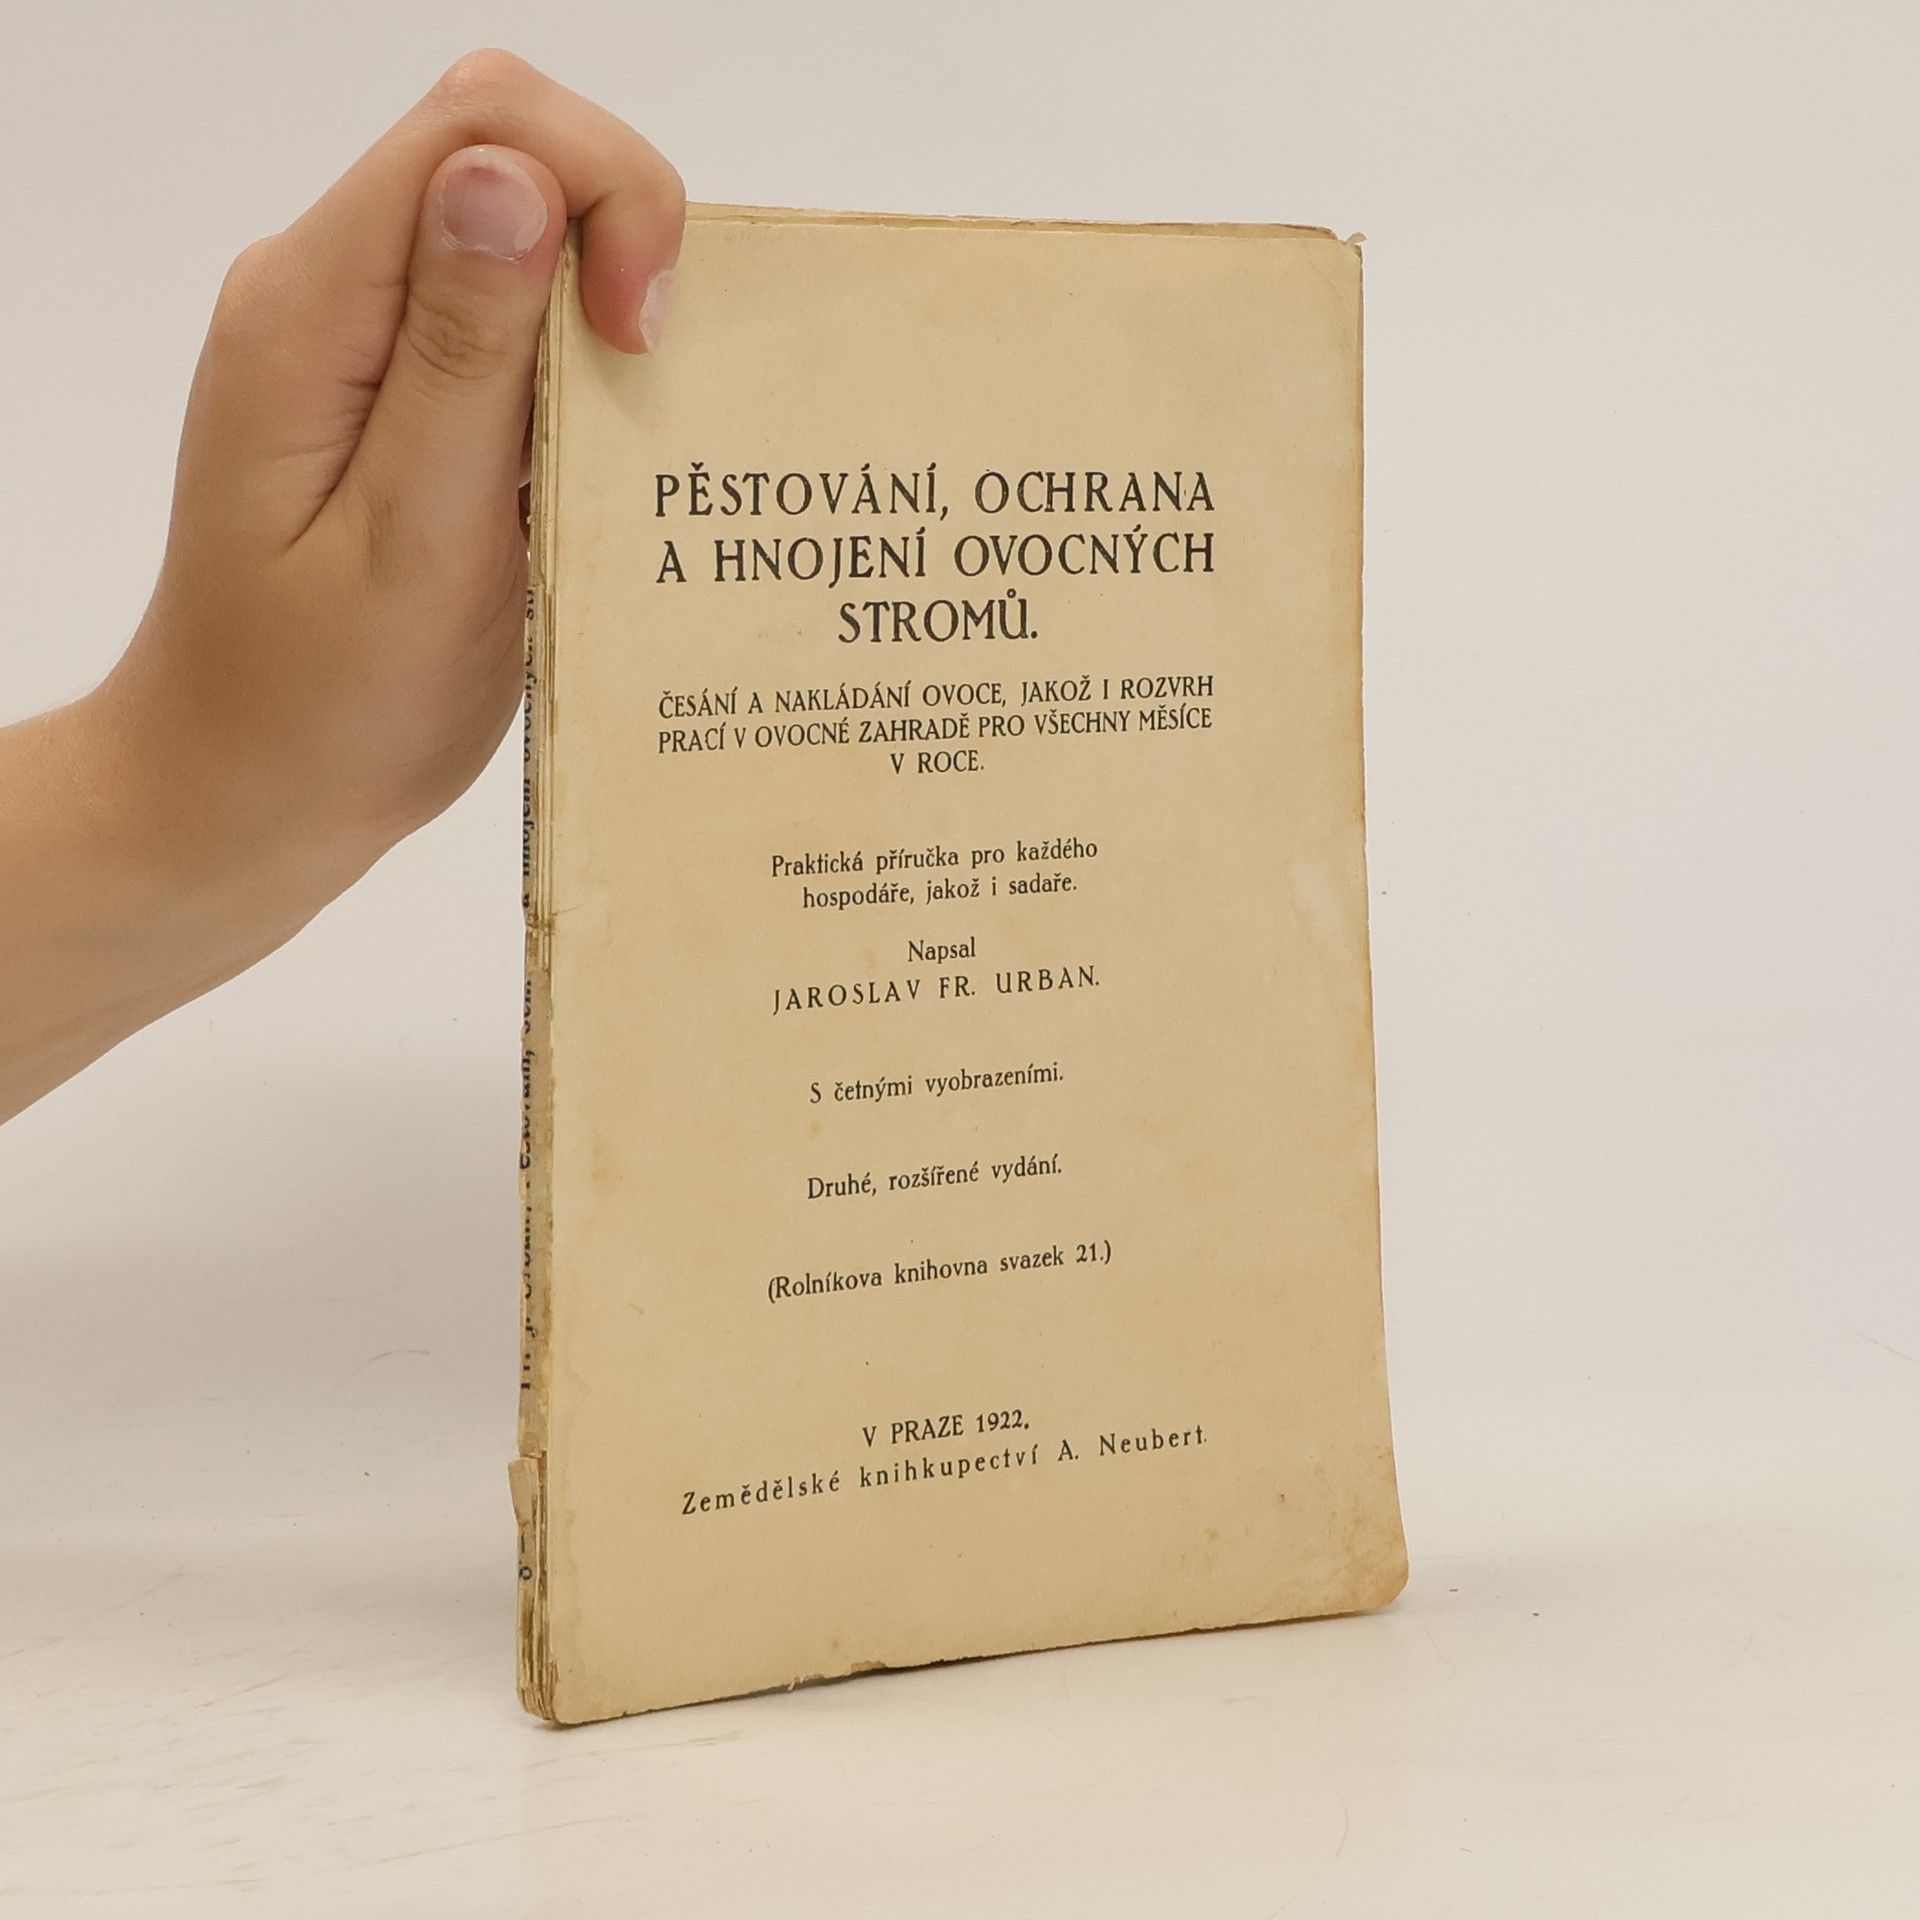 PĚSTOVÁNÍ, OCHRANA
A HNOJENÍ OVOCNÝCH
STROMŮ.
ČESÁNÍ A NAKLÁDÁNÍ OVOCE, JAKOŽ I ROZVRH
PRACÍ V OVOCNÉ ZAHRADĚ PRO VŠECHNY MĚSÍCE
V ROCE.
Praktická příručka pro každého
hospodáře, jakož i sadaře.
Napsal
JAROSLAV FR. URBAN.
S četnými vyobrazeními.
Druhé, rozšířené vydání.
(Rolníkova knihovna svazek 21.)
V PRAZE 1922.
Zemědělské knihkupectví A. Neubert.
a hnojení ovocných